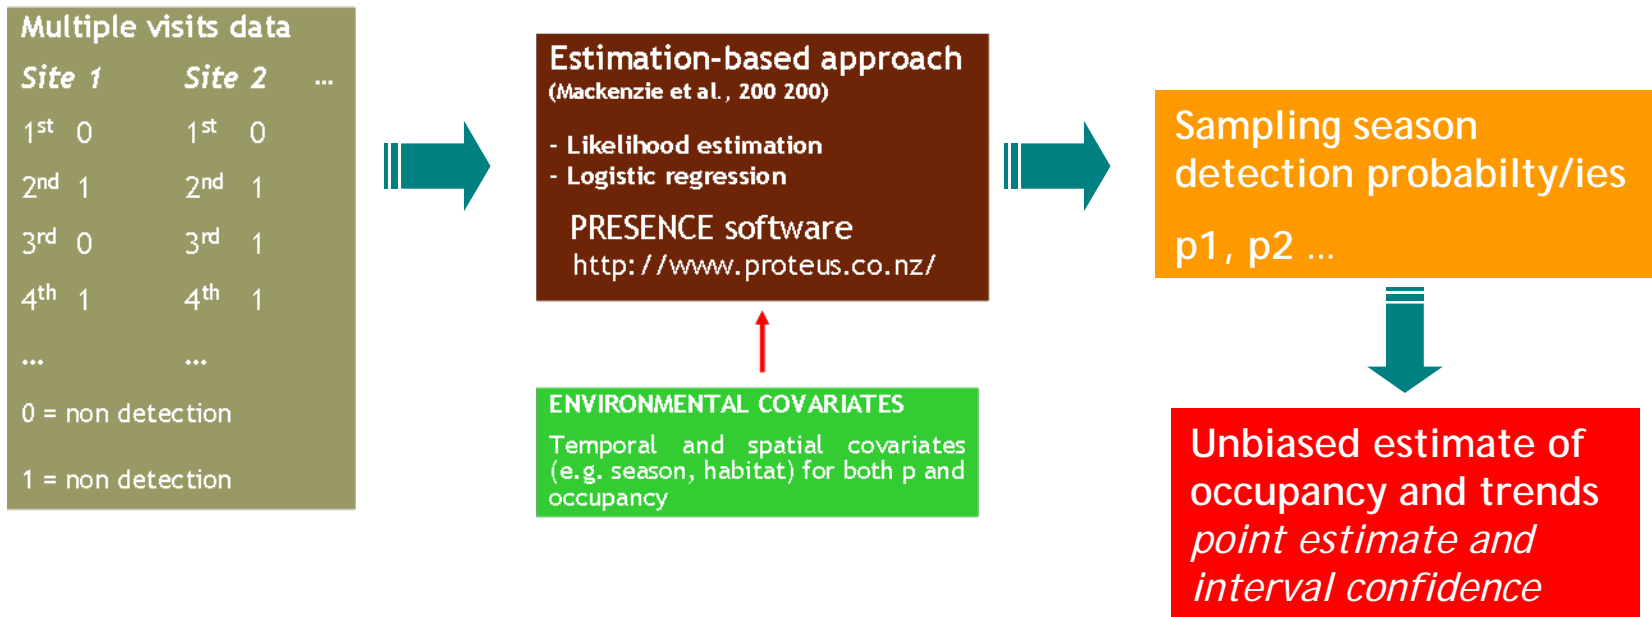 Multiple visits data
Site 1 Site 2 ...
1st 0 1st 0
2nd 1 2nd 1
3rd 0 3rd 1
4th 1 4th 1
... ...
0 = non detection
1 = non detection
Estimation-based approach
(Mackenzie et al., 200 200)
- Likelihood estimation
- Logistic regression
PRESENCE software
http://www.proteus.co.nz/
ENVIRONMENTAL COVARIATES
Temporal and spatial covariates
(e.g. season, habitat) for both p and
occupancy
Sampling season
detection probabilty/ies
p1, p2 ...
Unbiased estimate of
occupancy and trends
point estimate and
interval confidence